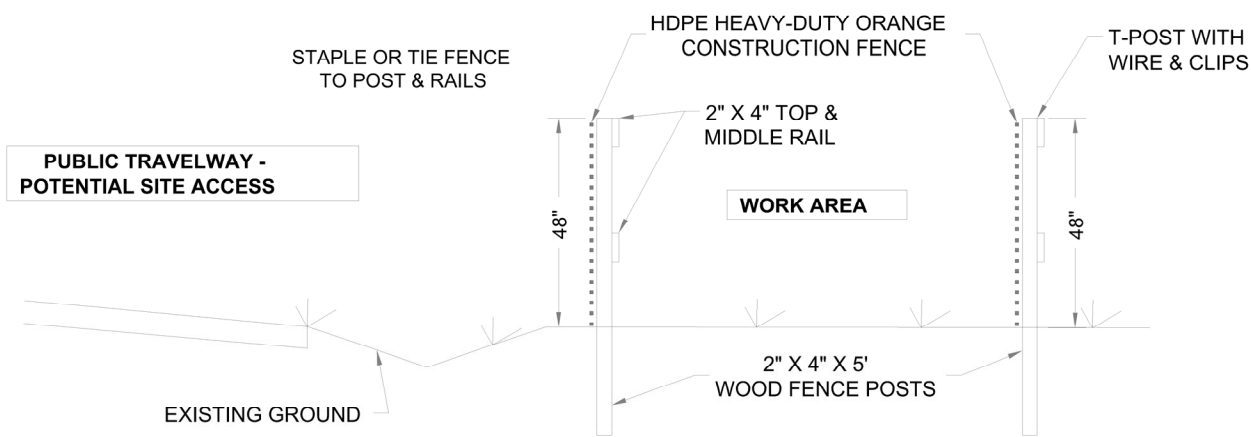 HDPE HEAVY-DUTY ORANGE
CONSTRUCTION FENCE
T-POST WITH
WIRE & CLIPS
STAPLE OR TIE FENCE
TO POST & RAILS
2" X 4" TOP &
MIDDLE RAIL
PUBLIC TRAVELWAY -
POTENTIAL SITE ACCESS
WORK AREA
48"
48"
2" X 4" X 5'
WOOD FENCE POSTS
EXISTING GROUND